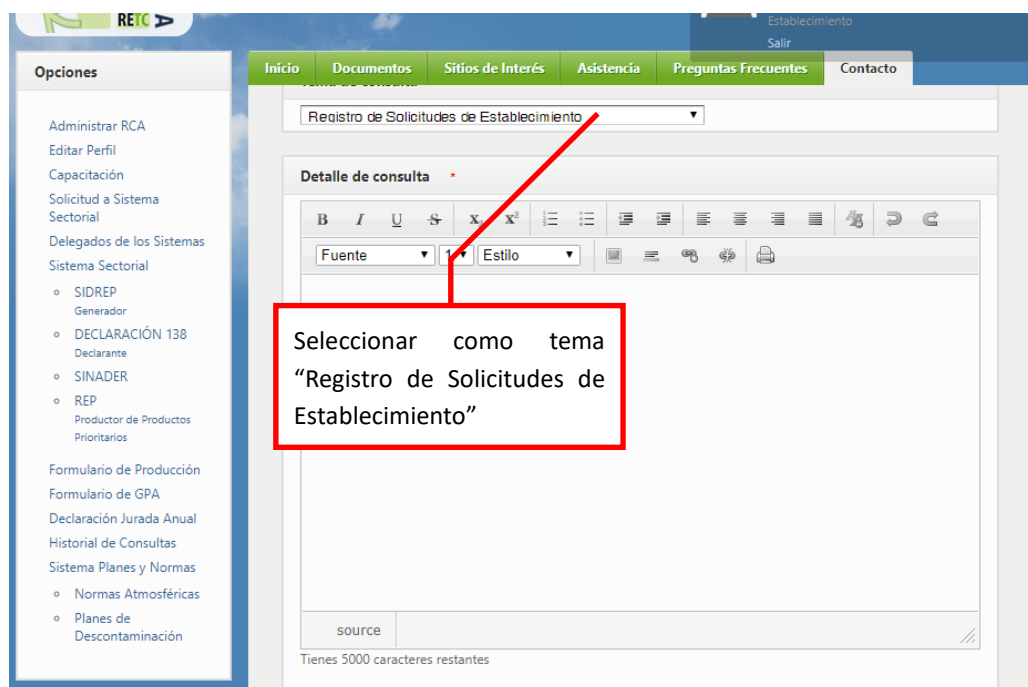 RETC
Establecimiento
Salir
Inicio Documentos Sitios de Interés Asistencia Preguntas Frecuentes Contacto
Opciones
Administrar RCA
Editar Perfil
Capacitación
Solicitud a Sistema
Sectorial
Delegados de los Sistemas
Sistema Sectorial
SIDREP
Generador
DECLARACIÓN 138
Declarante
SINADER
REP
Productor de Productos
Prioritarios
Formulario de Producción
Formulario de GPA
Declaración Jurada Anual
Historial de Consultas
Sistema Planes y Normas
Normas Atmosféricas
Planes de
Descontaminación
Tema de consulta
Registro de Solicitudes de Establecimiento
Detalle de consulta *
B I U S X₂ X²
Fuente Estilo
Seleccionar como tema
“Registro de Solicitudes de
Establecimiento”
source
Tienes 5000 caracteres restantes